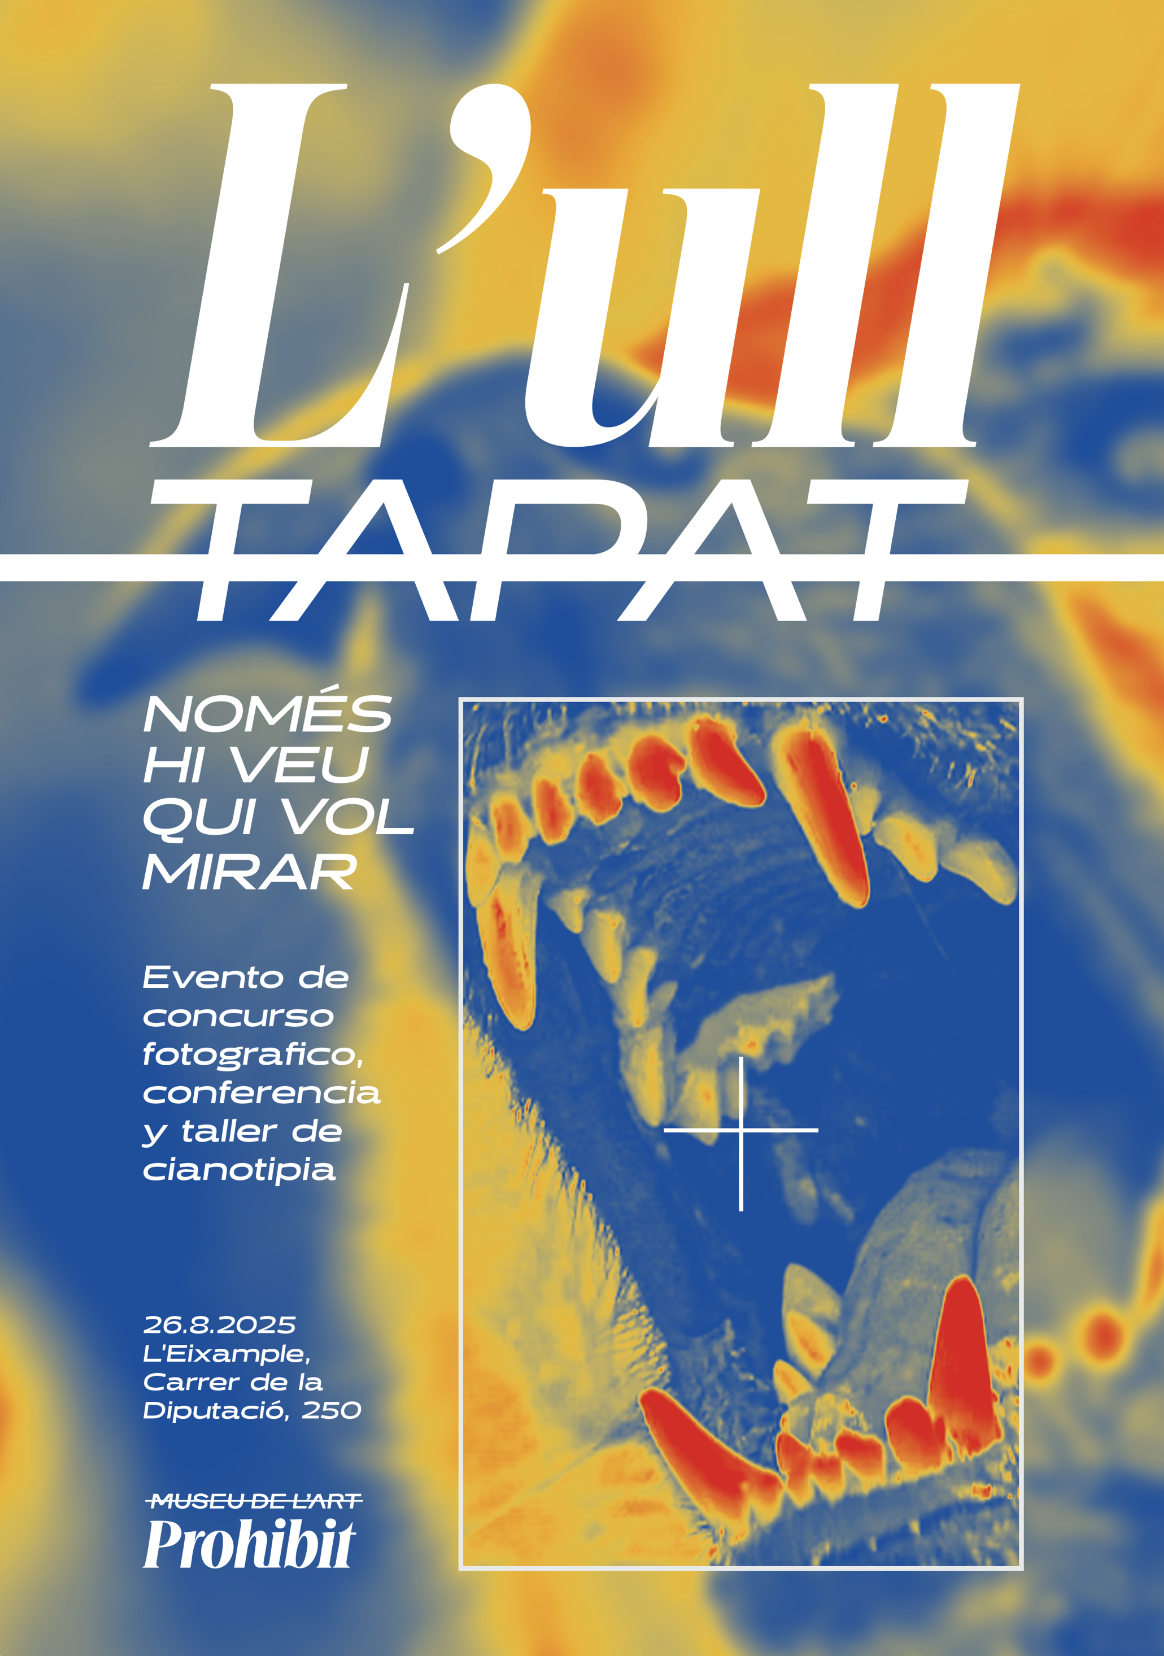 L'ull
TAPAT
NOMÉS
HI VEU
QUI VOL
MIRAR
Evento de
concurso
fotografico,
conferencia
y taller de
cianotipia
26.8.2025
L'Eixample,
Carrer de la
Diputació, 250
MUSEU DE L'ART
Prohibit